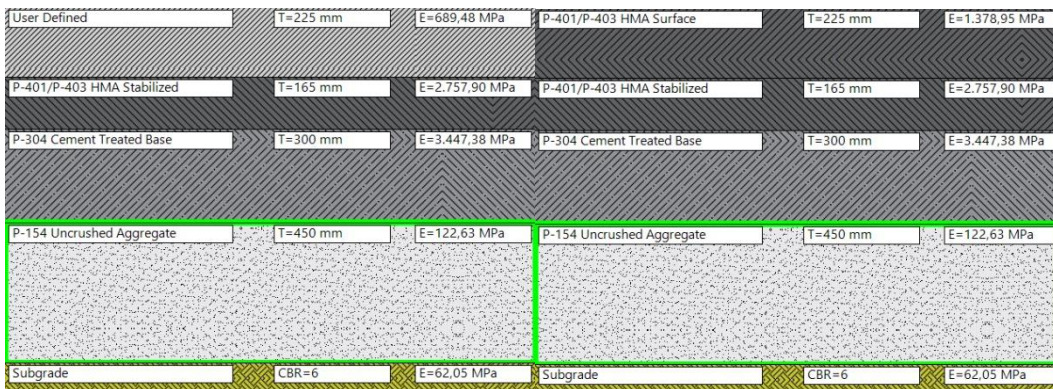 User Defined T=225 mm E=689,48 MPa P-401/P-403 HMA Surface T=225 mm E=1.378,95 MPa
P-401/P-403 HMA Stabilized T=165 mm E=2.757,90 MPa P-401/P-403 HMA Stabilized T=165 mm E=2.757,90 MPa
P-304 Cement Treated Base T=300 mm E=3.447,38 MPa P-304 Cement Treated Base T=300 mm E=3.447,38 MPa
P-154 Uncrushed Aggregate T=450 mm E=122,63 MPa P-154 Uncrushed Aggregate T=450 mm E=122,63 MPa
Subgrade CBR=6 E=62,05 MPa Subgrade CBR=6 E=62,05 MPa